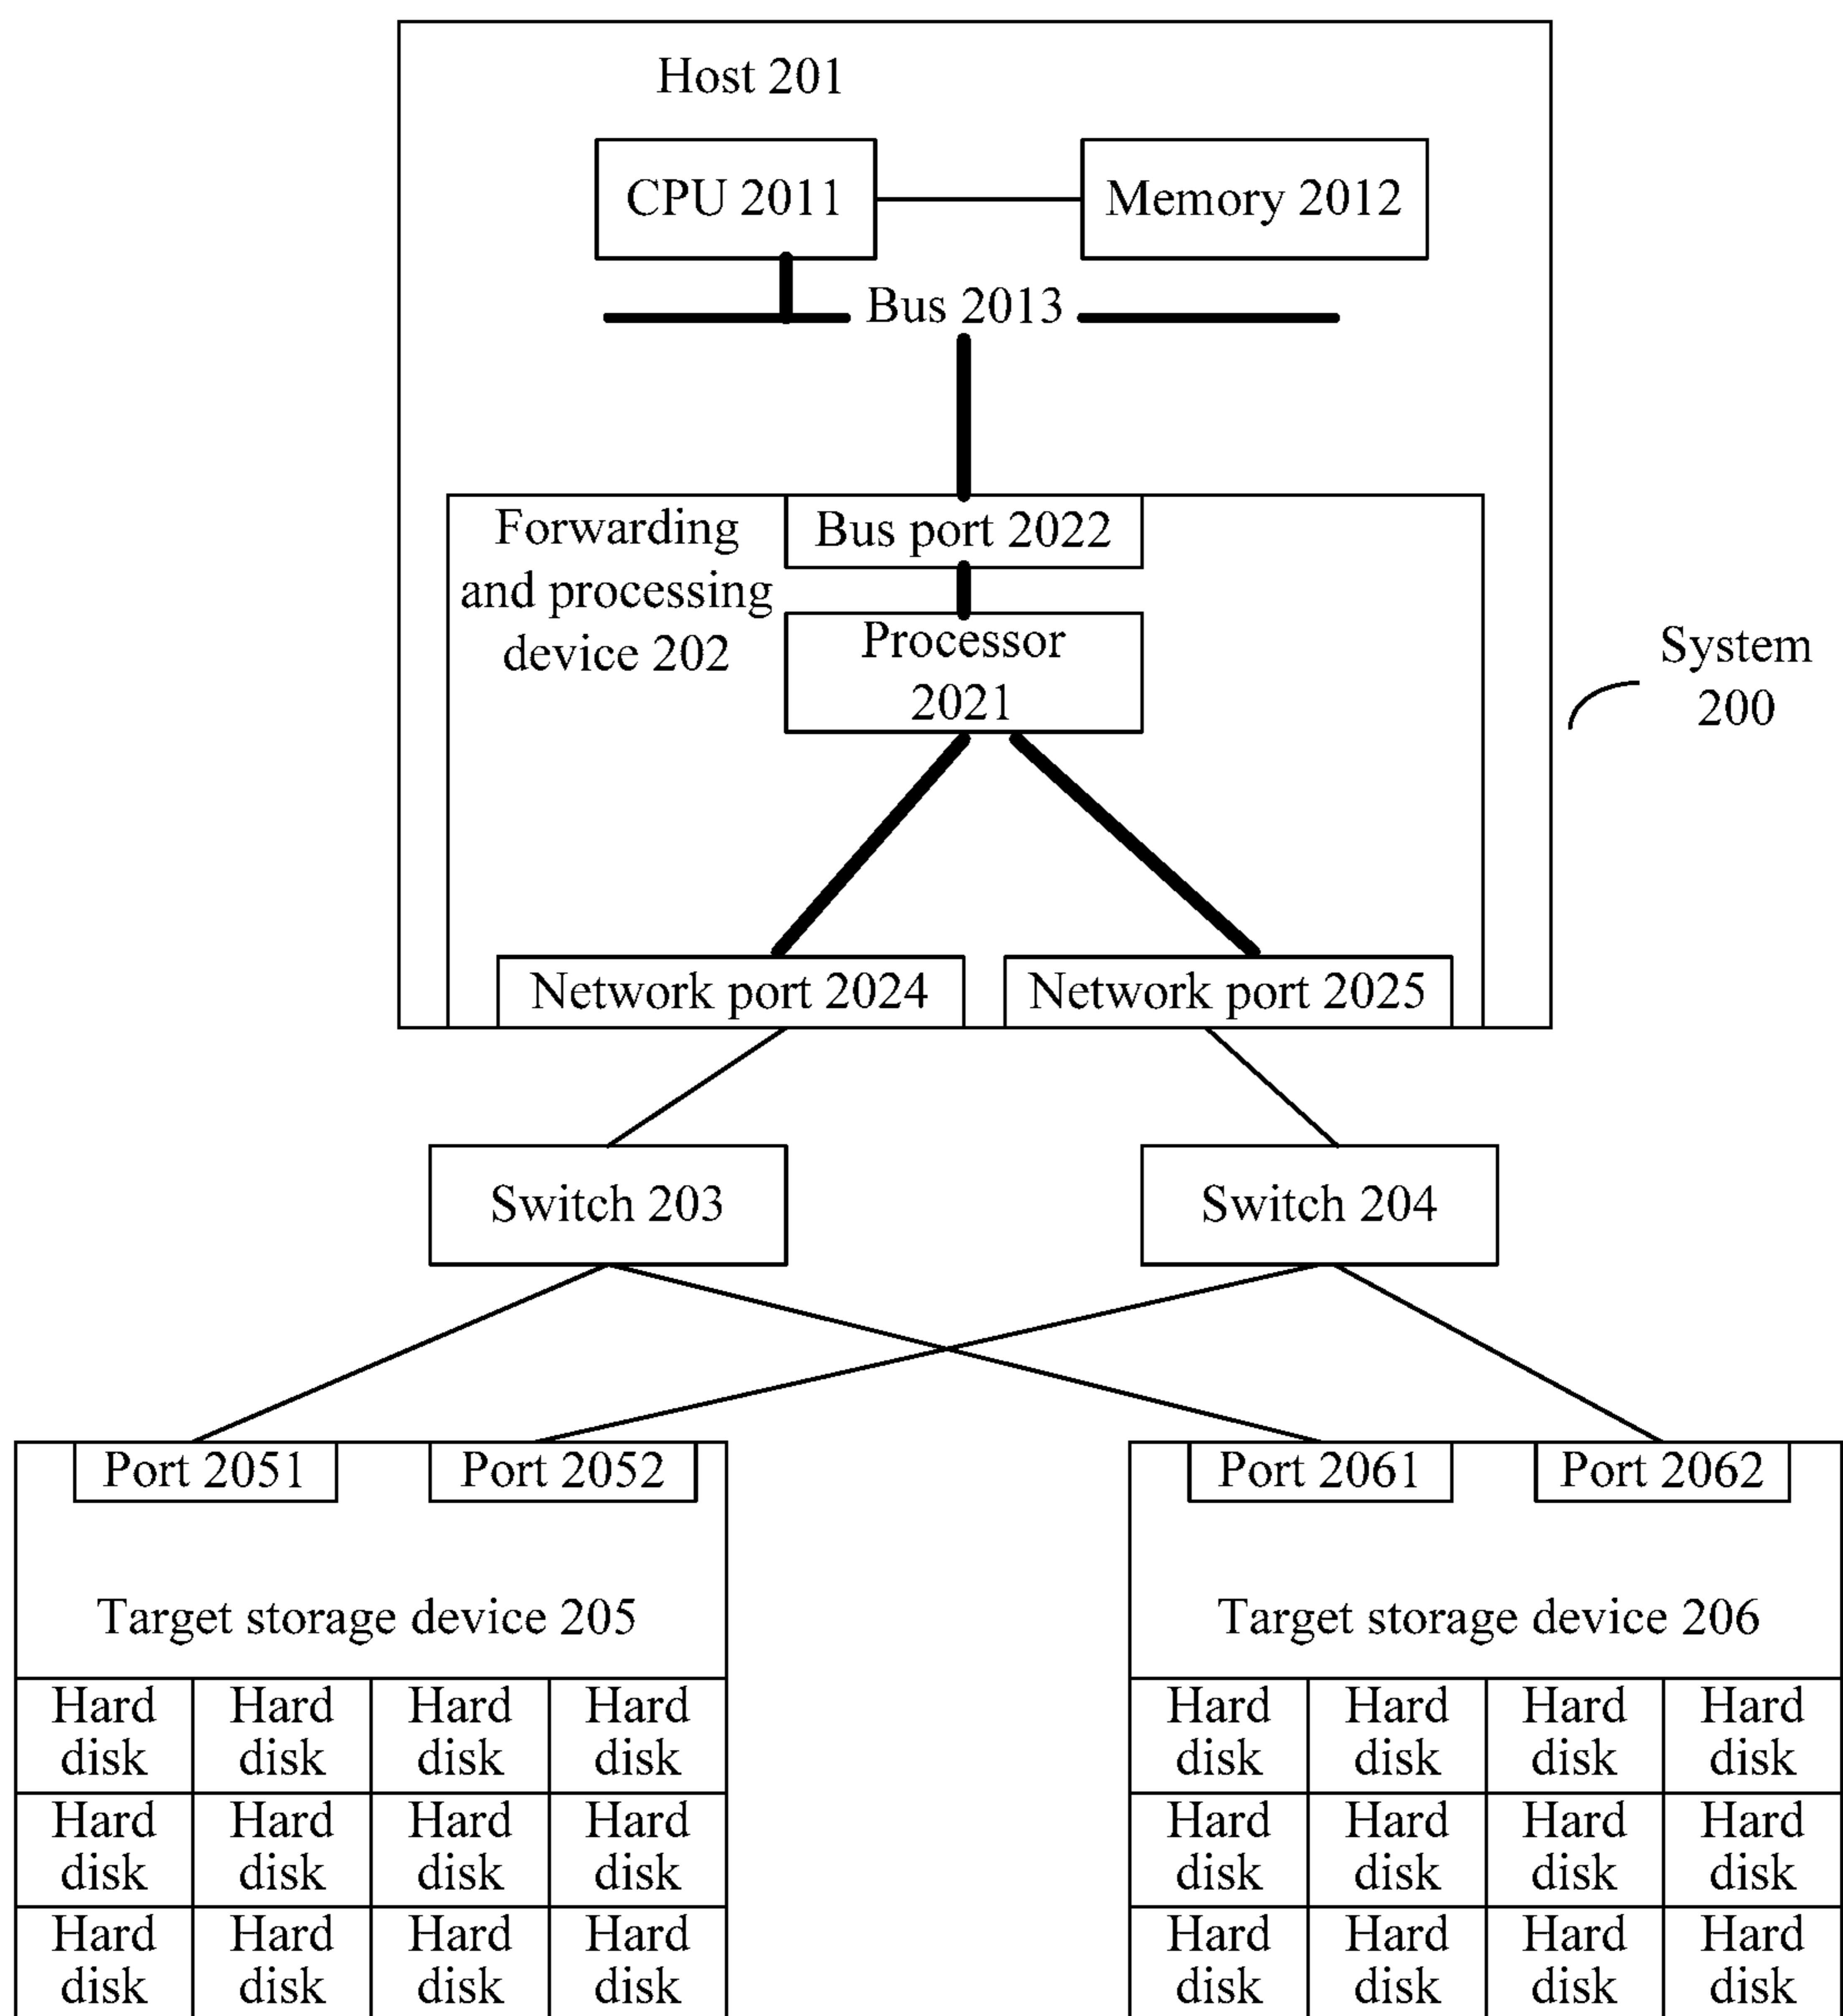 Host 201
CPU 2011
Memory 2012
Bus 2013
Forwarding
and processing
device 202
Bus port 2022
Processor
2021
System
200
Network port 2024
Network port 2025
Switch 203
Switch 204
Port 2051
Port 2052
Port 2061
Port 2062
Target storage device 205
Target storage device 206
Hard
disk
Hard
disk
Hard
disk
Hard
disk
Hard
disk
Hard
disk
Hard
disk
Hard
disk
Hard
disk
Hard
disk
Hard
disk
Hard
disk
Hard
disk
Hard
disk
Hard
disk
Hard
disk
Hard
disk
Hard
disk
Hard
disk
Hard
disk
Hard
disk
Hard
disk
Hard
disk
Hard
disk